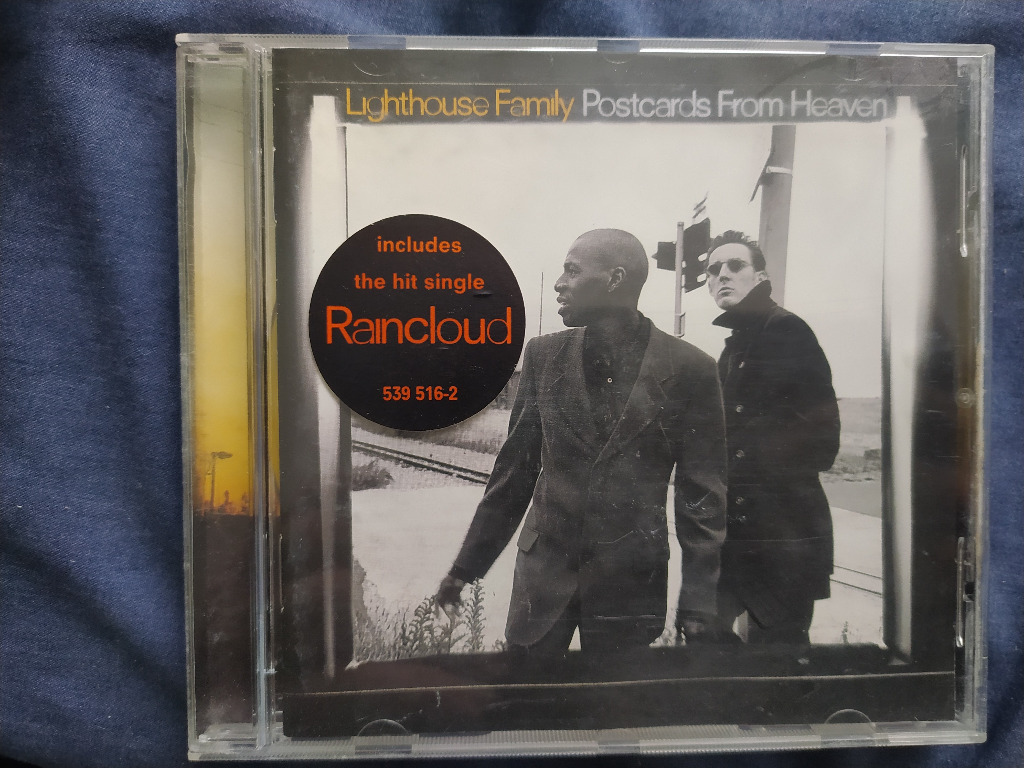 Lighthouse Family Postcards From Heaven
includes
the hit single
Raincloud
539 516-2